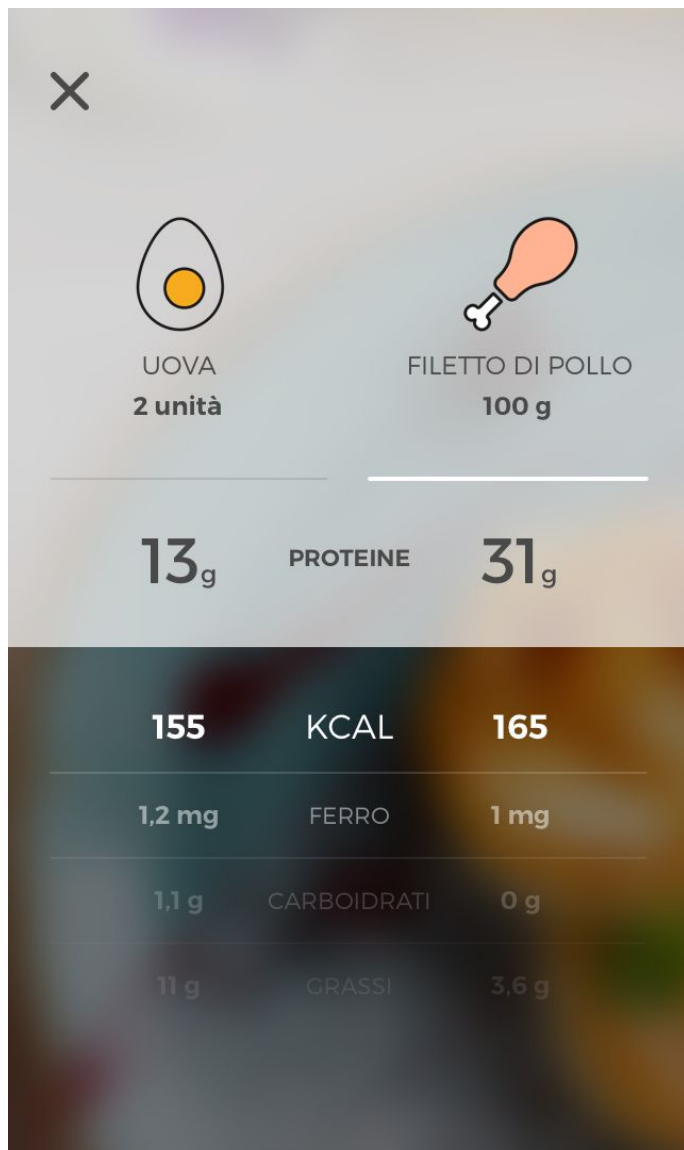 UOVA FILETTO DI POLLO
2 unità 100 g
13g PROTEINE 31g
155 KCAL 165
1,2 mg FERRO 1 mg
1,1 g CARBOIDRATI 0 g
11 g GRASSI 3,6 g